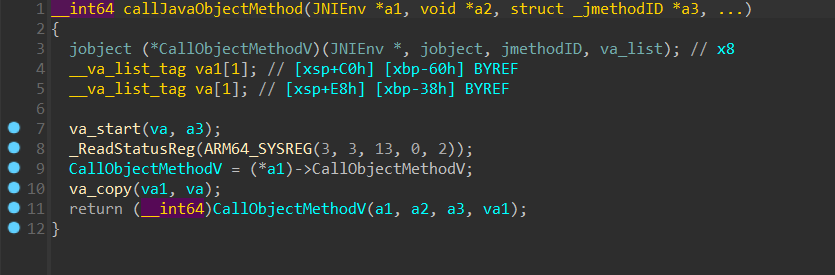 1 __int64 callJavaObjectMethod(JNIEnv *a1, void *a2, struct _jmethodID *a3, ...)
2 {
3   jobject (*CallObjectMethodV)(JNIEnv *, jobject, jmethodID, va_list); // x8
4   __va_list_tag va1[1]; // [xsp+C0h] [xbp-60h] BYREF
5   __va_list_tag va[1]; // [xsp+E8h] [xbp-38h] BYREF
6
7   va_start(va, a3);
8   _ReadStatusReg(ARM64_SYSREG(3, 3, 13, 0, 2));
9   CallObjectMethodV = (*a1)->CallObjectMethodV;
10   va_copy(va1, va);
11   return (__int64)CallObjectMethodV(a1, a2, a3, va1);
12 }